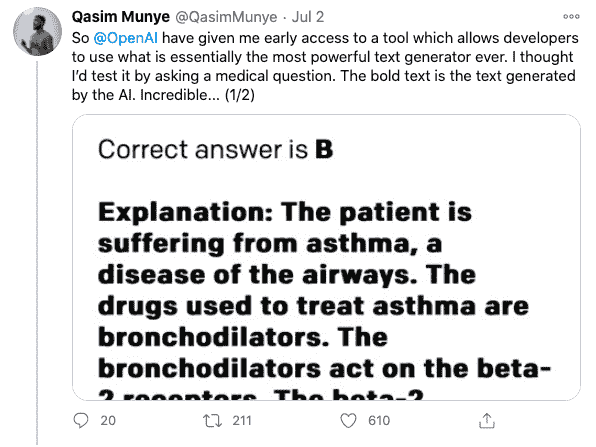 Qasim Munye @QasimMunye · Jul 2
So @OpenAI have given me early access to a tool which allows developers
to use what is essentially the most powerful text generator ever. I thought
I'd test it by asking a medical question. The bold text is the text generated
by the AI. Incredible... (1/2)
Correct answer is B
Explanation: The patient is
suffering from asthma, a
disease of the airways. The
drugs used to treat asthma are
bronchodilators. The
bronchodilators act on the beta-
2 receptors. The beta-2
20 211 610